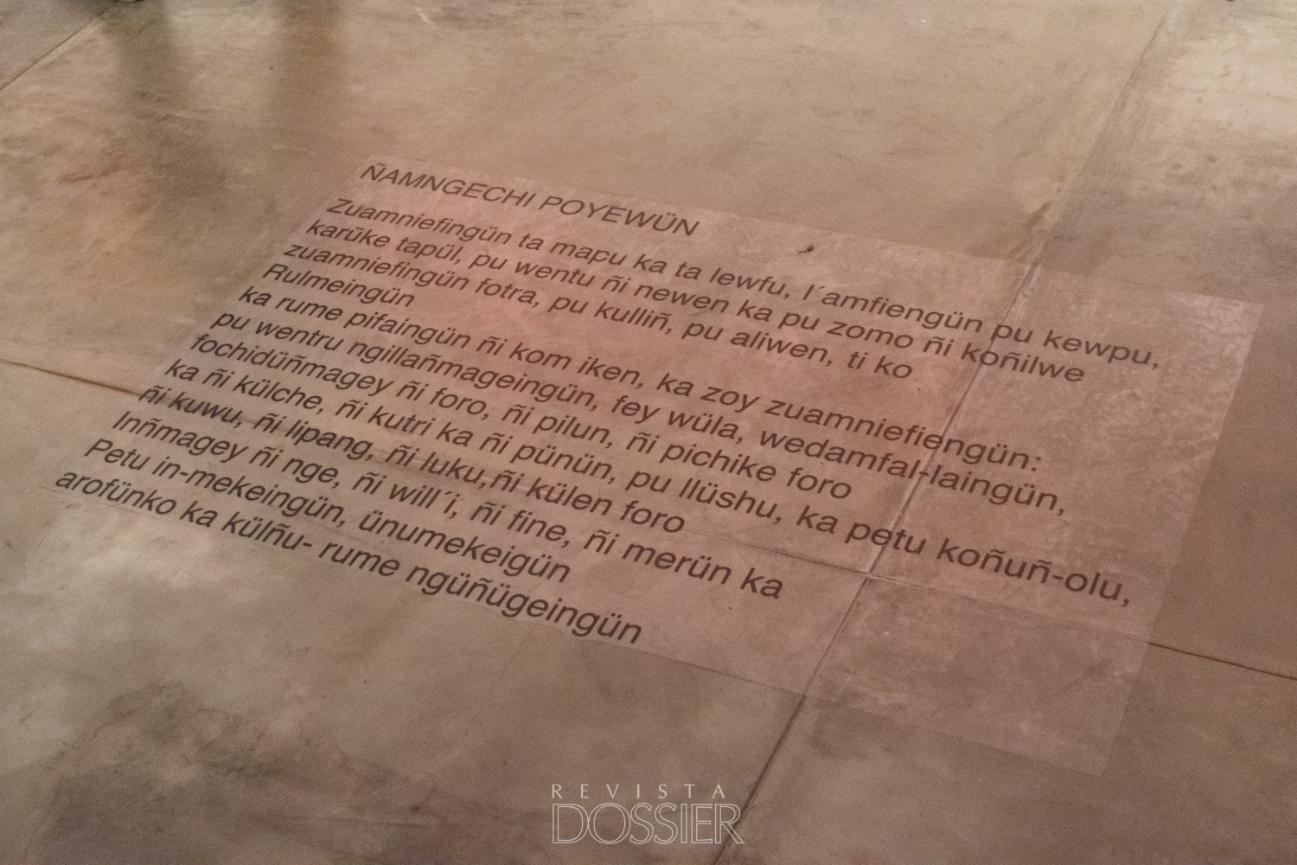 ÑAMNGECHI POYEWÜN
Zuamniefingün ta mapu ka ta lewfu, l´amfiengün pu kewpu,
karüke tapül, pu wentu ñi newen ka pu zomo ñi koñilwe
zuamniefingün fotra, pu kulliñ, pu aliwen, ti ko
Rulmeingün
ka rume pifaingün ñi kom iken, ka zoy zuamniefiengün:
pu wentru ngillañmageingün, fey wüla, wedamfal-laingün,
fochidüñmagey ñi foro, ñi pilun, ñi pichike foro
ka ñi külche, ñi kutri ka ñi pünün, pu llüshu, ka petu koñuñ-olu,
ñi kuwu, ñi lipang, ñi luku,ñi külen foro
Inñmagey ñi nge, ñi will´i, ñi fine, ñi merün ka
Petu in-mekeingün, ünumekeigün
arofünko ka külñu- rume ngüñügeingün
REVISTA
DOSSIER